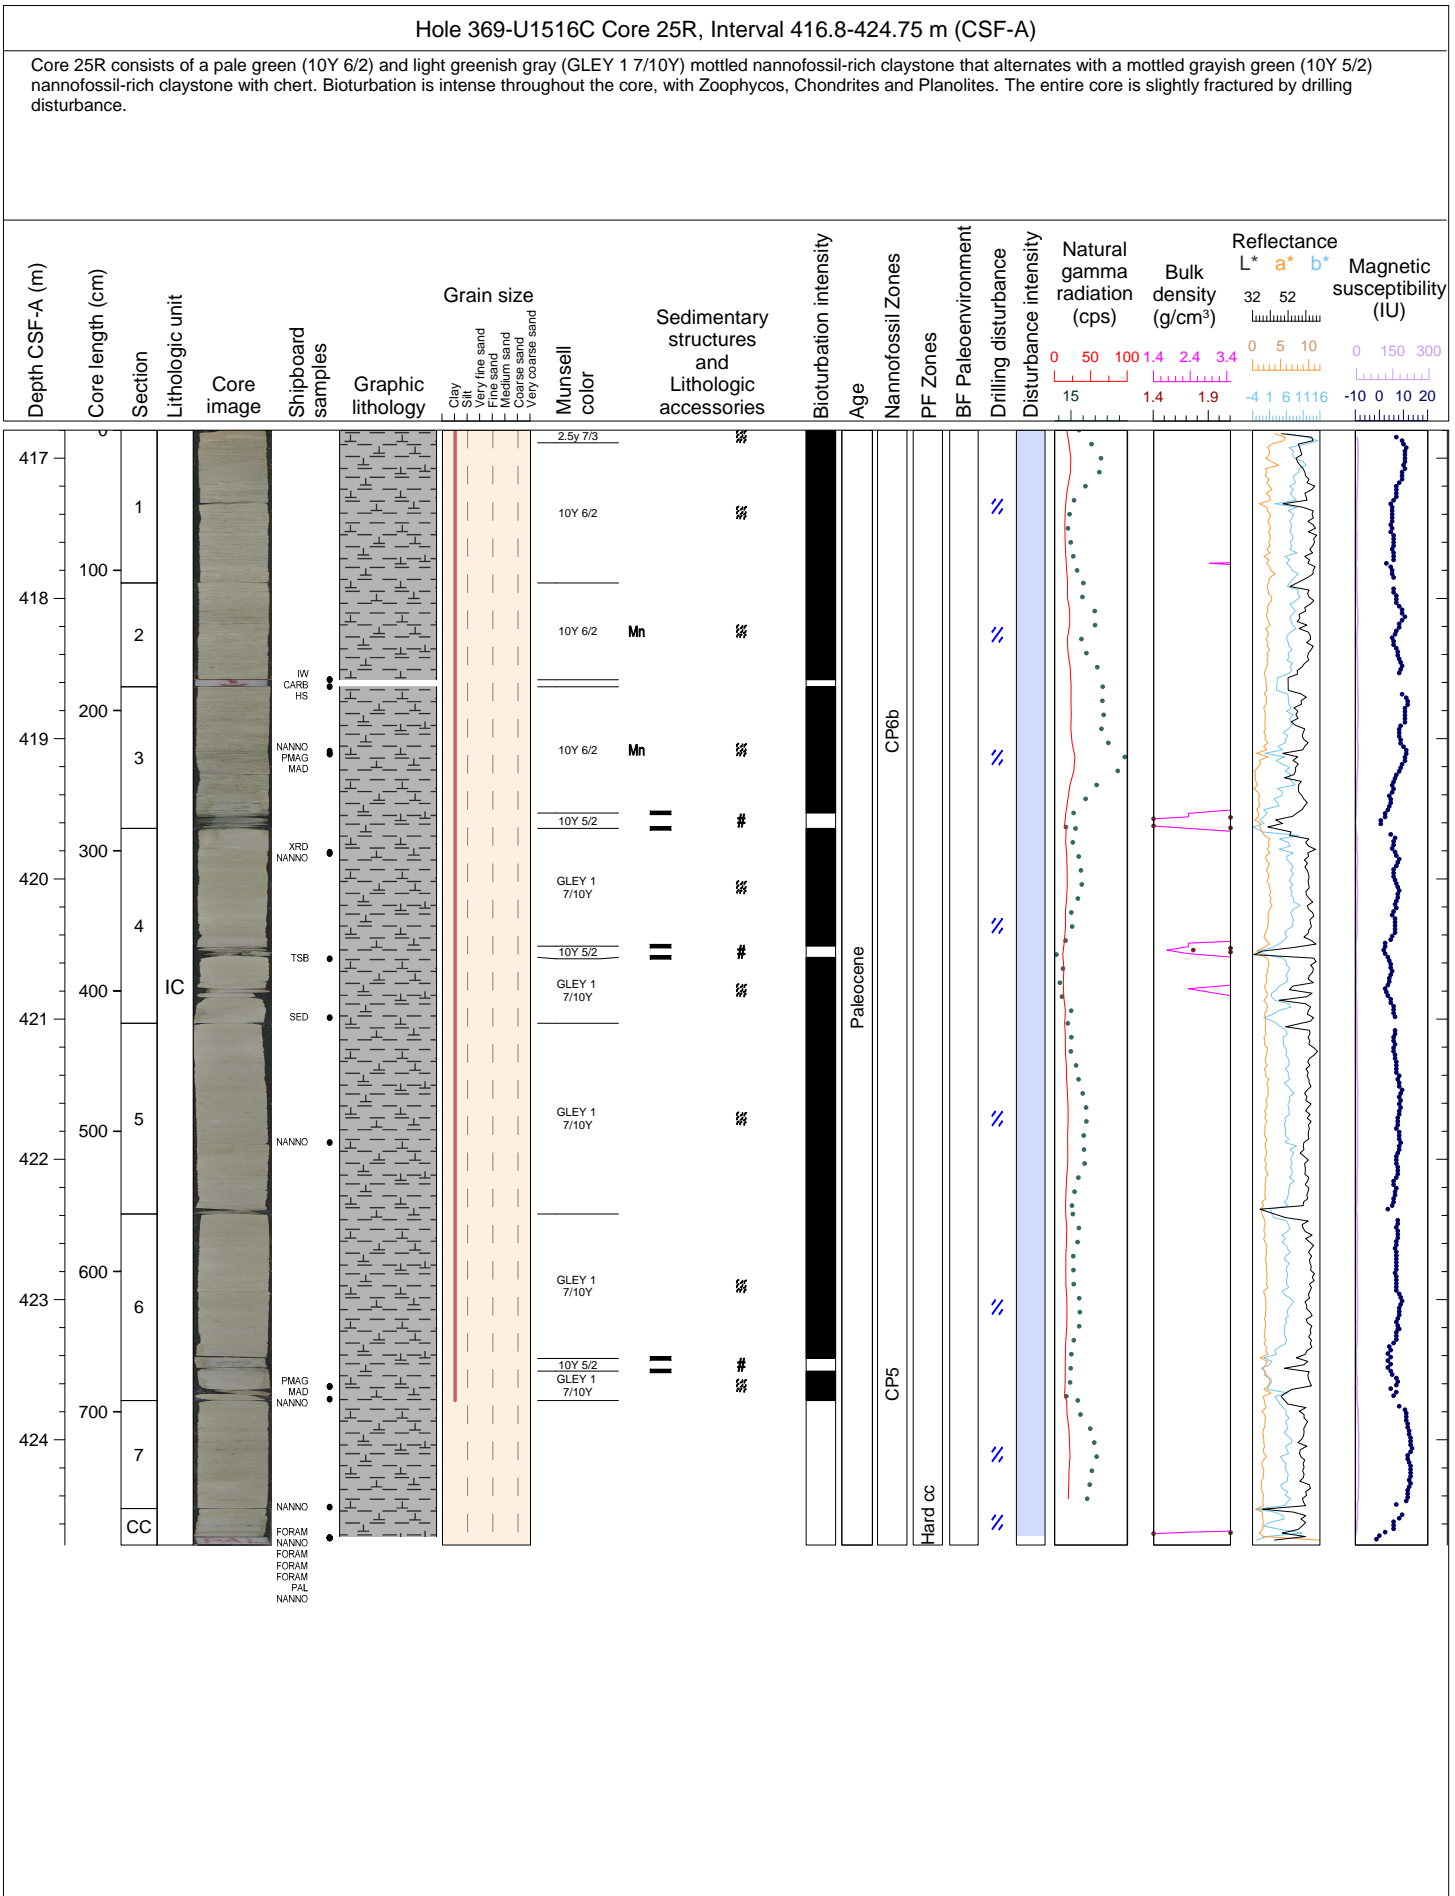 Hole 369-U1516C Core 25R, Interval 416.8-424.75 m (CSF-A)
Core 25R consists of a pale green (10Y 6/2) and light greenish gray (GLEY 1 7/10Y) mottled nannofossil-rich claystone that alternates with a mottled grayish green (10Y 5/2)
nannofossil-rich claystone with chert. Bioturbation is intense throughout the core, with Zoophycos, Chondrites and Planolites. The entire core is slightly fractured by drilling
disturbance.
Depth CSF-A (m)
Core length (cm)
Section
Lithologic unit
Core
image
Shipboard
samples
Graphic
lithology
Grain size
Clay
Silt
Very fine sand
Fine sand
Medium sand
Coarse sand
Very coarse sand
Munsell
color
Sedimentary
structures
and
Lithologic
accessories
Bioturbation intensity
Age
Nannofossil Zones
PF Zones
BF Paleoenvironment
Drilling disturbance
Disturbance intensity
Natural
gamma
radiation
(cps)
0 50 100
15
Bulk
density
(g/cm³)
1.4 2.4 3.4
1.4 1.9
Reflectance
L* a* b*
32 52
0 5 10
-4 1 6 11 16
Magnetic
susceptibility
(IU)
0 150 300
-10 0 10 20
417
418
419
420
421
422
423
424
0
100
200
300
400
500
600
700
1
2
3
4
5
6
7
CC
IC
IW
CARB
HS
NANNO
PMAG
MAD
XRD
NANNO
TSB
SED
NANNO
PMAG
MAD
NANNO
NANNO
FORAM
NANNO
FORAM
FORAM
FORAM
PAL
NANNO
2.5y 7/3
10Y 6/2
10Y 6/2
10Y 6/2
10Y 5/2
GLEY 1
7/10Y
10Y 5/2
GLEY 1
7/10Y
GLEY 1
7/10Y
GLEY 1
7/10Y
10Y 5/2
GLEY 1
7/10Y
Mn
Mn
#
#
#
Paleocene
CP6b
CP5
Hard cc